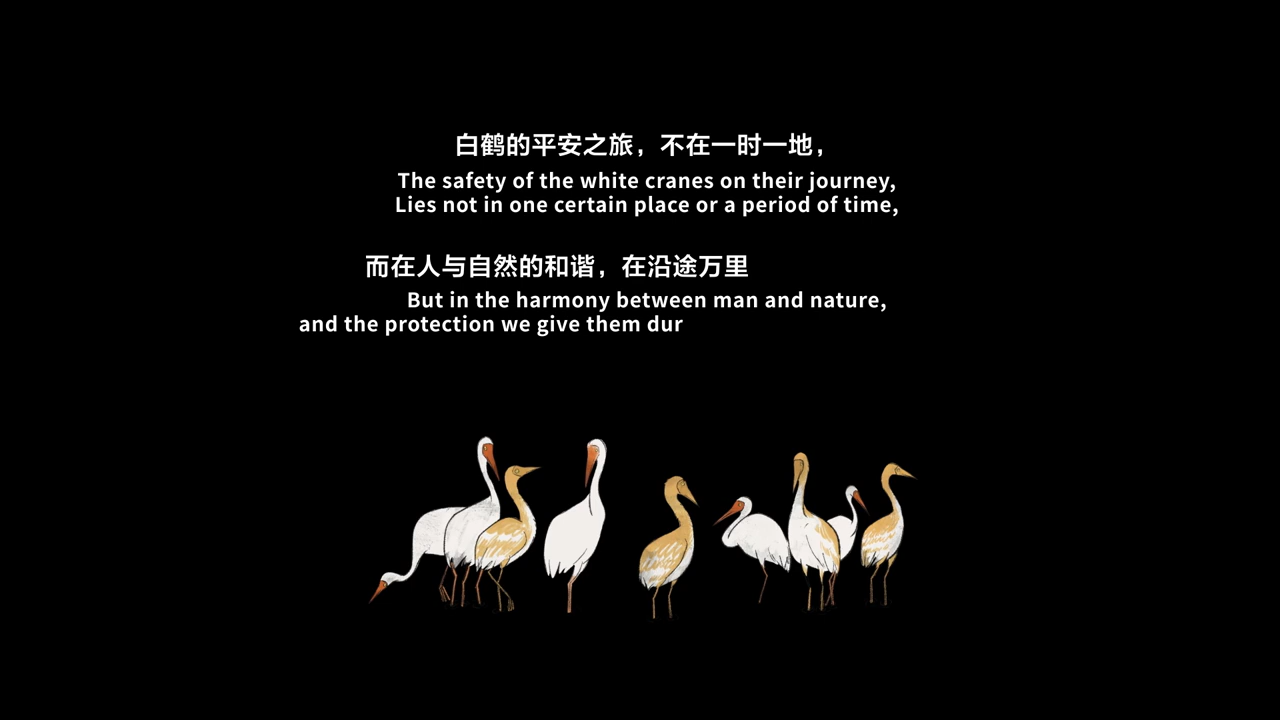 白鹤的平安之旅，不在一时一地，
The safety of the white cranes on their journey,
Lies not in one certain place or a period of time,
而在人与自然的和谐，在沿途万里
But in the harmony between man and nature,
and the protection we give them dur